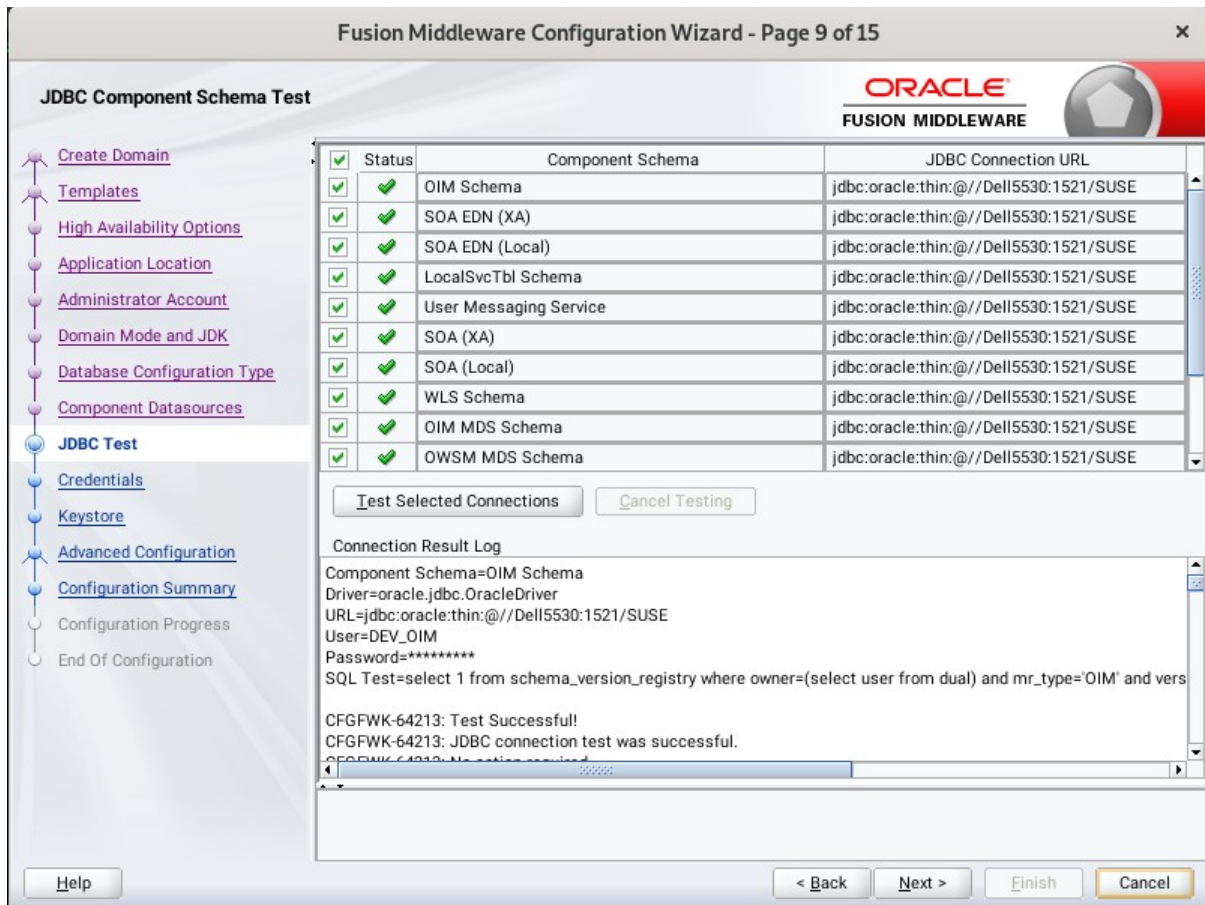 Fusion Middleware Configuration Wizard - Page 9 of 15
JDBC Component Schema Test
ORACLE
FUSION MIDDLEWARE
Create Domain
Templates
High Availability Options
Application Location
Administrator Account
Domain Mode and JDK
Database Configuration Type
Component Datasources
JDBC Test
Credentials
Keystore
Advanced Configuration
Configuration Summary
Configuration Progress
End Of Configuration
Status Component Schema JDBC Connection URL
OIM Schema jdbc:oracle:thin:@//Dell5530:1521/SUSE
SOA EDN (XA) jdbc:oracle:thin:@//Dell5530:1521/SUSE
SOA EDN (Local) jdbc:oracle:thin:@//Dell5530:1521/SUSE
LocalSvcTbl Schema jdbc:oracle:thin:@//Dell5530:1521/SUSE
User Messaging Service jdbc:oracle:thin:@//Dell5530:1521/SUSE
SOA (XA) jdbc:oracle:thin:@//Dell5530:1521/SUSE
SOA (Local) jdbc:oracle:thin:@//Dell5530:1521/SUSE
WLS Schema jdbc:oracle:thin:@//Dell5530:1521/SUSE
OIM MDS Schema jdbc:oracle:thin:@//Dell5530:1521/SUSE
OWSM MDS Schema jdbc:oracle:thin:@//Dell5530:1521/SUSE
Test Selected Connections Cancel Testing
Connection Result Log
Component Schema=OIM Schema
Driver=oracle.jdbc.OracleDriver
URL=jdbc:oracle:thin:@//Dell5530:1521/SUSE
User=DEV_OIM
Password=*********
SQL Test=select 1 from schema_version_registry where owner=(select user from dual) and mr_type='OIM' and vers
CFGFWK-64213: Test Successful!
CFGFWK-64213: JDBC connection test was successful.
CFGFWK-64213: No action required
Help < Back Next > Finish Cancel